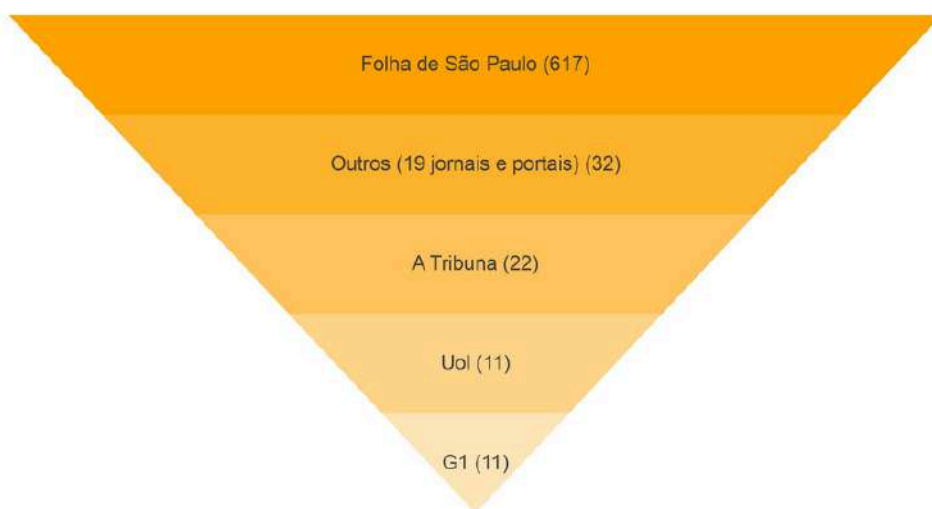 Folha de São Paulo (617)
Outros (19 jornais e portais) (32)
A Tribuna (22)
Uol (11)
G1 (11)